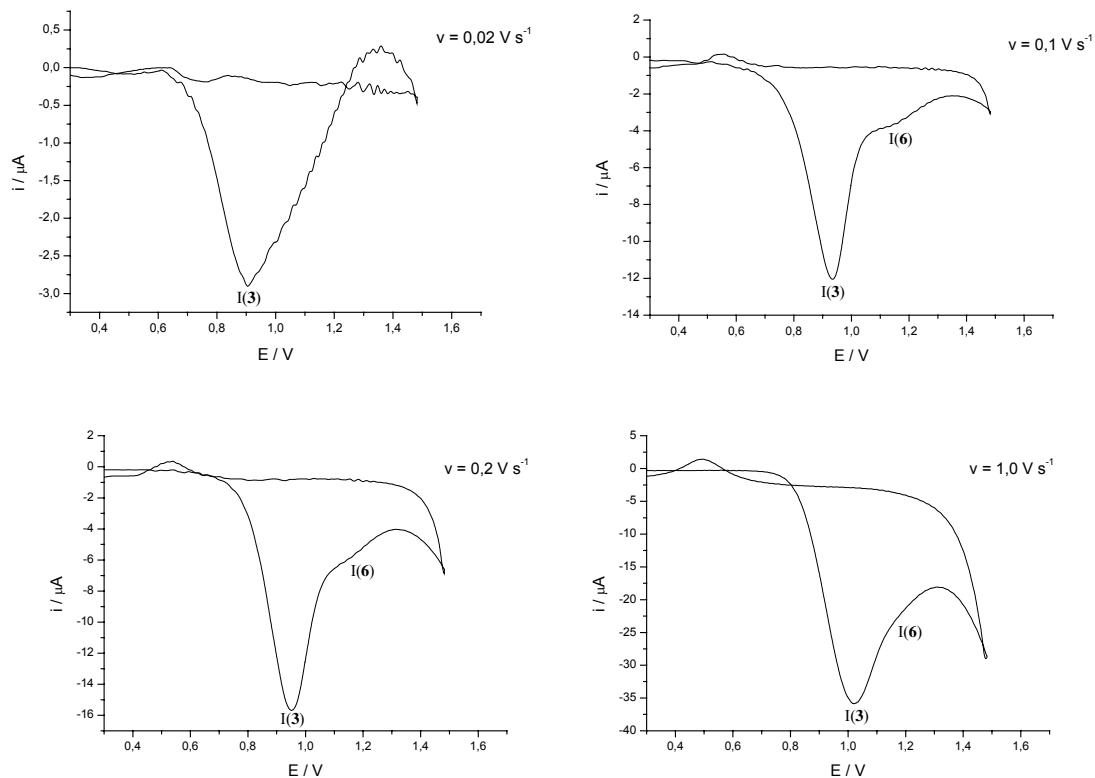 v = 0,02 V s-1
0,5
0,0
-0,5
-1,0
-1,5
-2,0
-2,5
-3,0
i / µA
I(3)
0,4 0,6 0,8 1,0 1,2 1,4 1,6
E / V
v = 0,1 V s-1
2
0
-2
-4
-6
-8
-10
-12
-14
i / µA
I(6)
I(3)
0,4 0,6 0,8 1,0 1,2 1,4 1,6
E / V
v = 0,2 V s-1
2
0
-2
-4
-6
-8
-10
-12
-14
-16
i / µA
I(6)
I(3)
0,4 0,6 0,8 1,0 1,2 1,4 1,6
E / V
v = 1,0 V s-1
5
0
-5
-10
-15
-20
-25
-30
-35
-40
i / µA
I(6)
I(3)
0,4 0,6 0,8 1,0 1,2 1,4 1,6
E / V